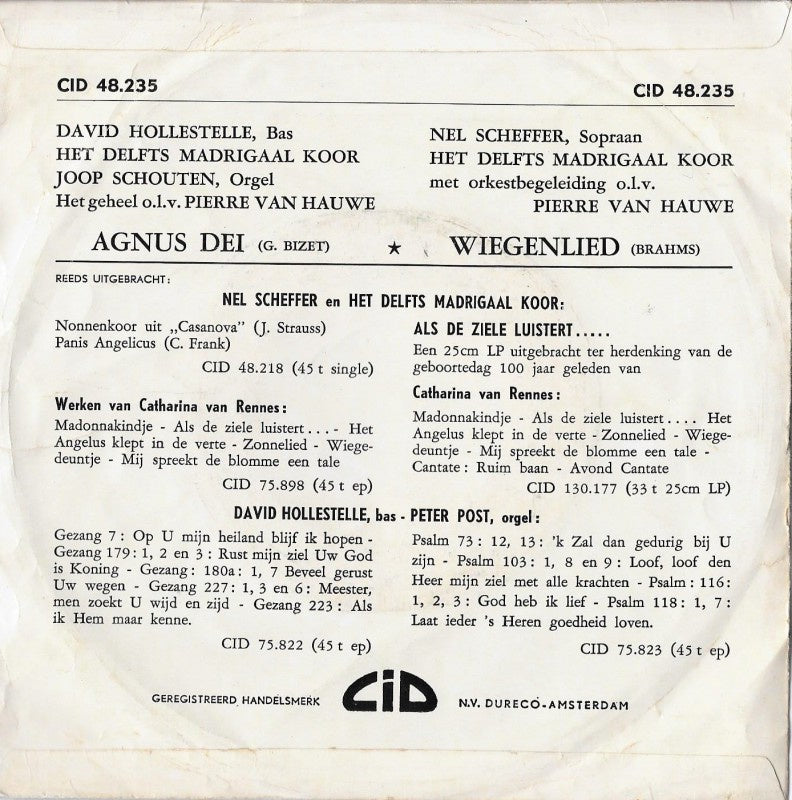 CID 48.235
CID 48.235
DAVID HOLLESTELLE, Bas
HET DELFTS MADRIGAAL KOOR
JOOP SCHOUTEN, Orgel
Het geheel o.l.v. PIERRE VAN HAUWE
NEL SCHEFFER, Sopraan
HET DELFTS MADRIGAAL KOOR
met orkestbegeleiding o.l.v.
PIERRE VAN HAUWE
AGNUS DEI (G. BIZET) ★ WIEGENLIED (BRAHMS)
REEDS UITGEBRACHT:
NEL SCHEFFER en HET DELFTS MADRIGAAL KOOR:
Nonnenkoor uit „Casanova” (J. Strauss)
Panis Angelicus (C. Frank)
CID 48.218 (45 t single)
Werken van Catharina van Rennes:
Madonnakindje - Als de ziele luistert...- Het
Angelus klept in de verte - Zonnelied - Wiege-
deuntje - Mij spreekt de blomme een tale
CID 75.898 (45 t ep)
ALS DE ZIELE LUISTERT.....
Een 25cm LP uitgebracht ter herdenking van de
geboortedag 100 jaar geleden van
Catharina van Rennes:
Madonnakindje - Als de ziele luistert.... Het
Angelus klept in de verte - Zonnelied - Wiege-
deuntje - Mij spreekt de blomme een tale -
Cantate: Ruim baan - Avond Cantate
CID 130.177 (33 t 25cm LP)
DAVID HOLLESTELLE, bas - PETER POST, orgel:
Gezang 7: Op U mijn heiland blijf ik hopen -
Gezang 179: 1, 2 en 3: Rust mijn ziel Uw God
is Koning - Gezang: 180a: 1, 7 Beveel gerust
Uw wegen - Gezang 227: 1, 3 en 6: Meester,
men zoekt U wijd en zijd - Gezang 223: Als
ik Hem maar kenne.
CID 75.822 (45 t ep)
Psalm 73: 12, 13: 'k Zal dan gedurig bij U
zijn - Psalm 103: 1, 8 en 9: Loof, loof den
Heer mijn ziel met alle krachten - Psalm: 116:
1, 2, 3: God heb ik lief - Psalm 118: 1, 7:
Laat ieder 's Heren goedheid loven.
CID 75.823 (45 t ep)
GEREGISTREERD HANDELSMERK CiD N.V. DURECO-AMSTERDAM